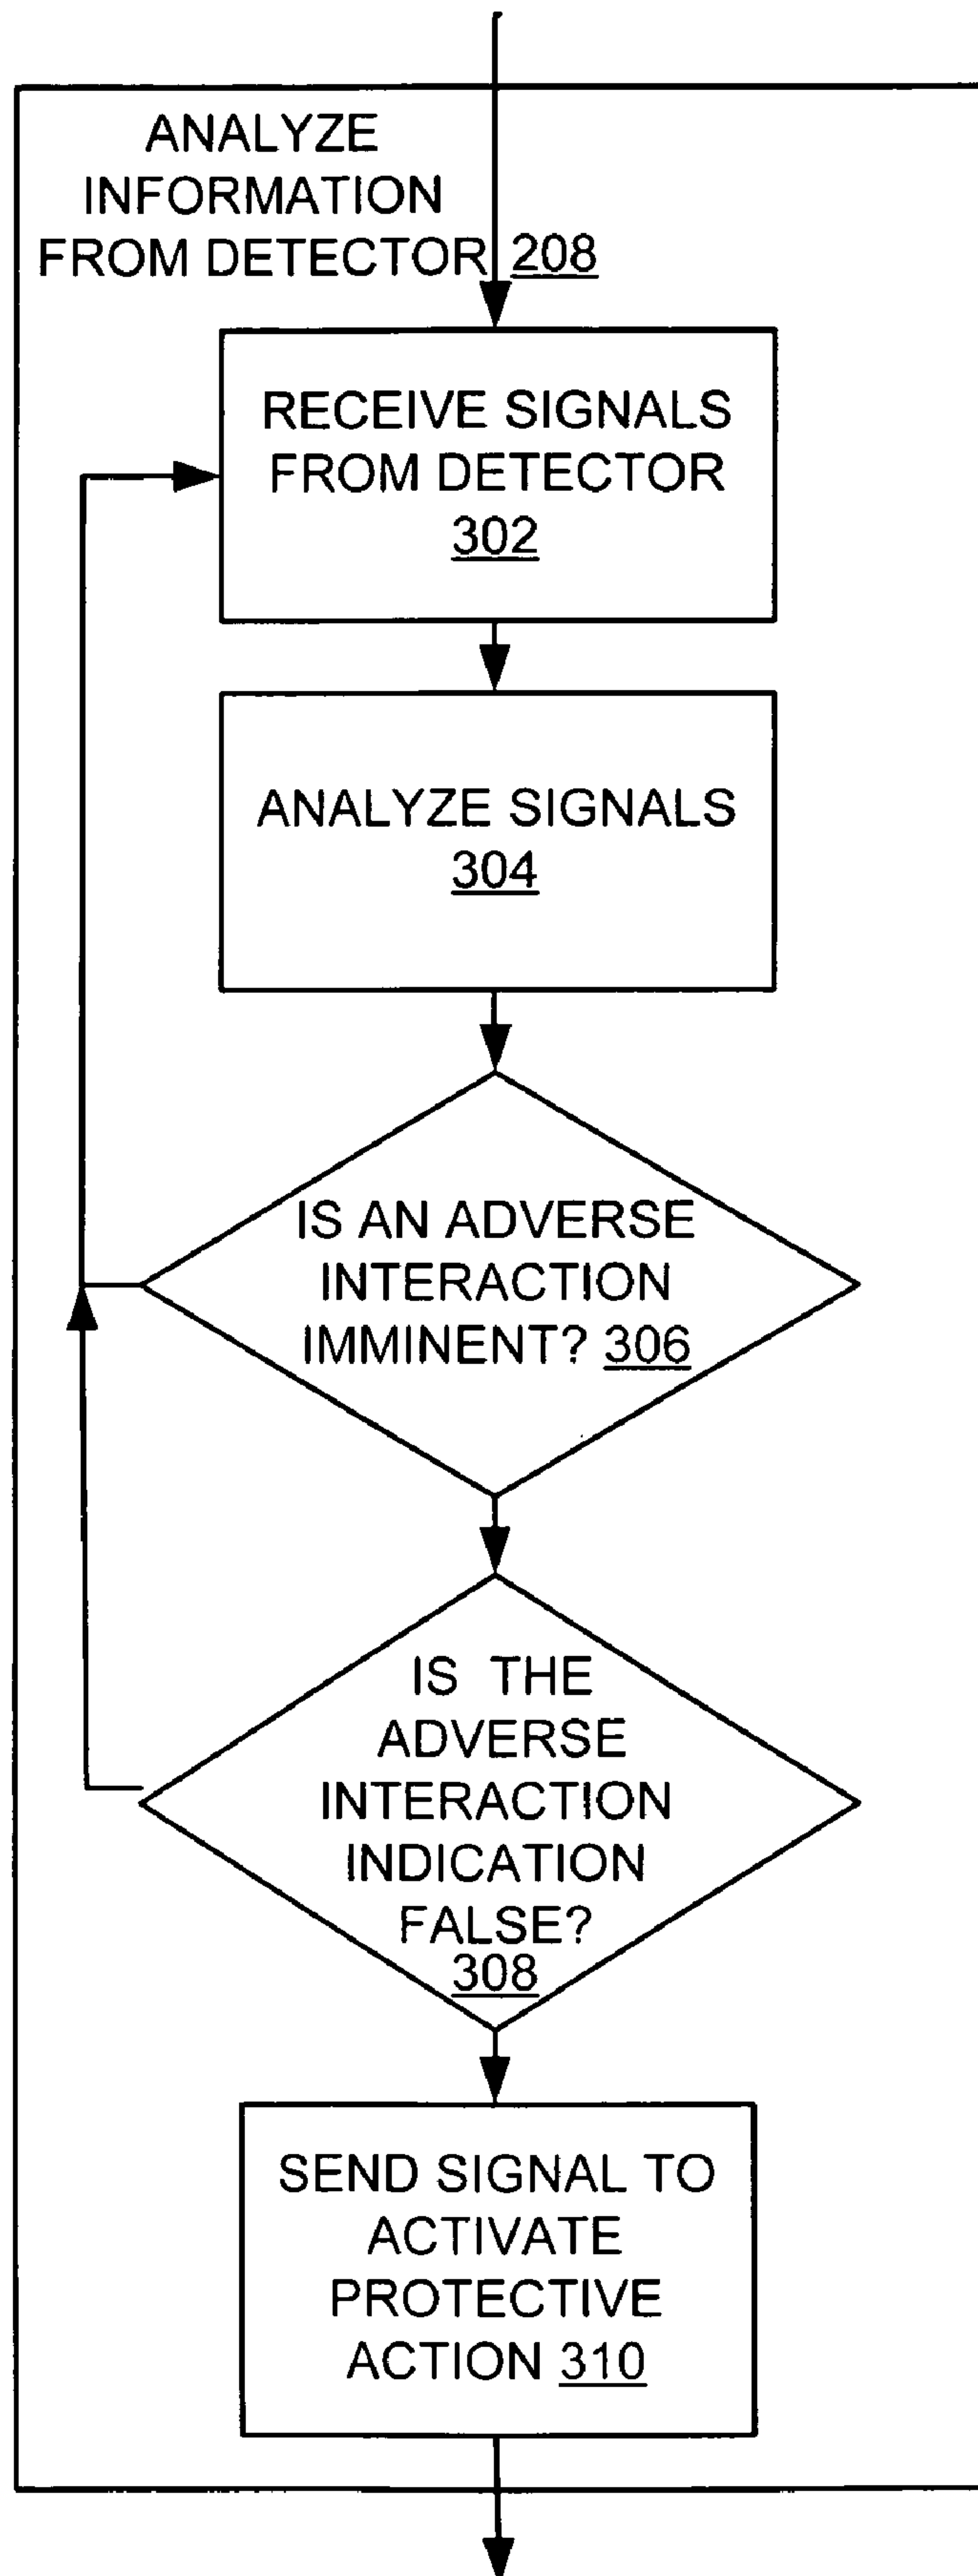 ANALYZE
INFORMATION
FROM DETECTOR 208
RECEIVE SIGNALS
FROM DETECTOR
302
ANALYZE SIGNALS
304
IS AN ADVERSE
INTERACTION
IMMINENT? 306
IS THE
ADVERSE
INTERACTION
INDICATION
FALSE?
308
SEND SIGNAL TO
ACTIVATE
PROTECTIVE
ACTION 310